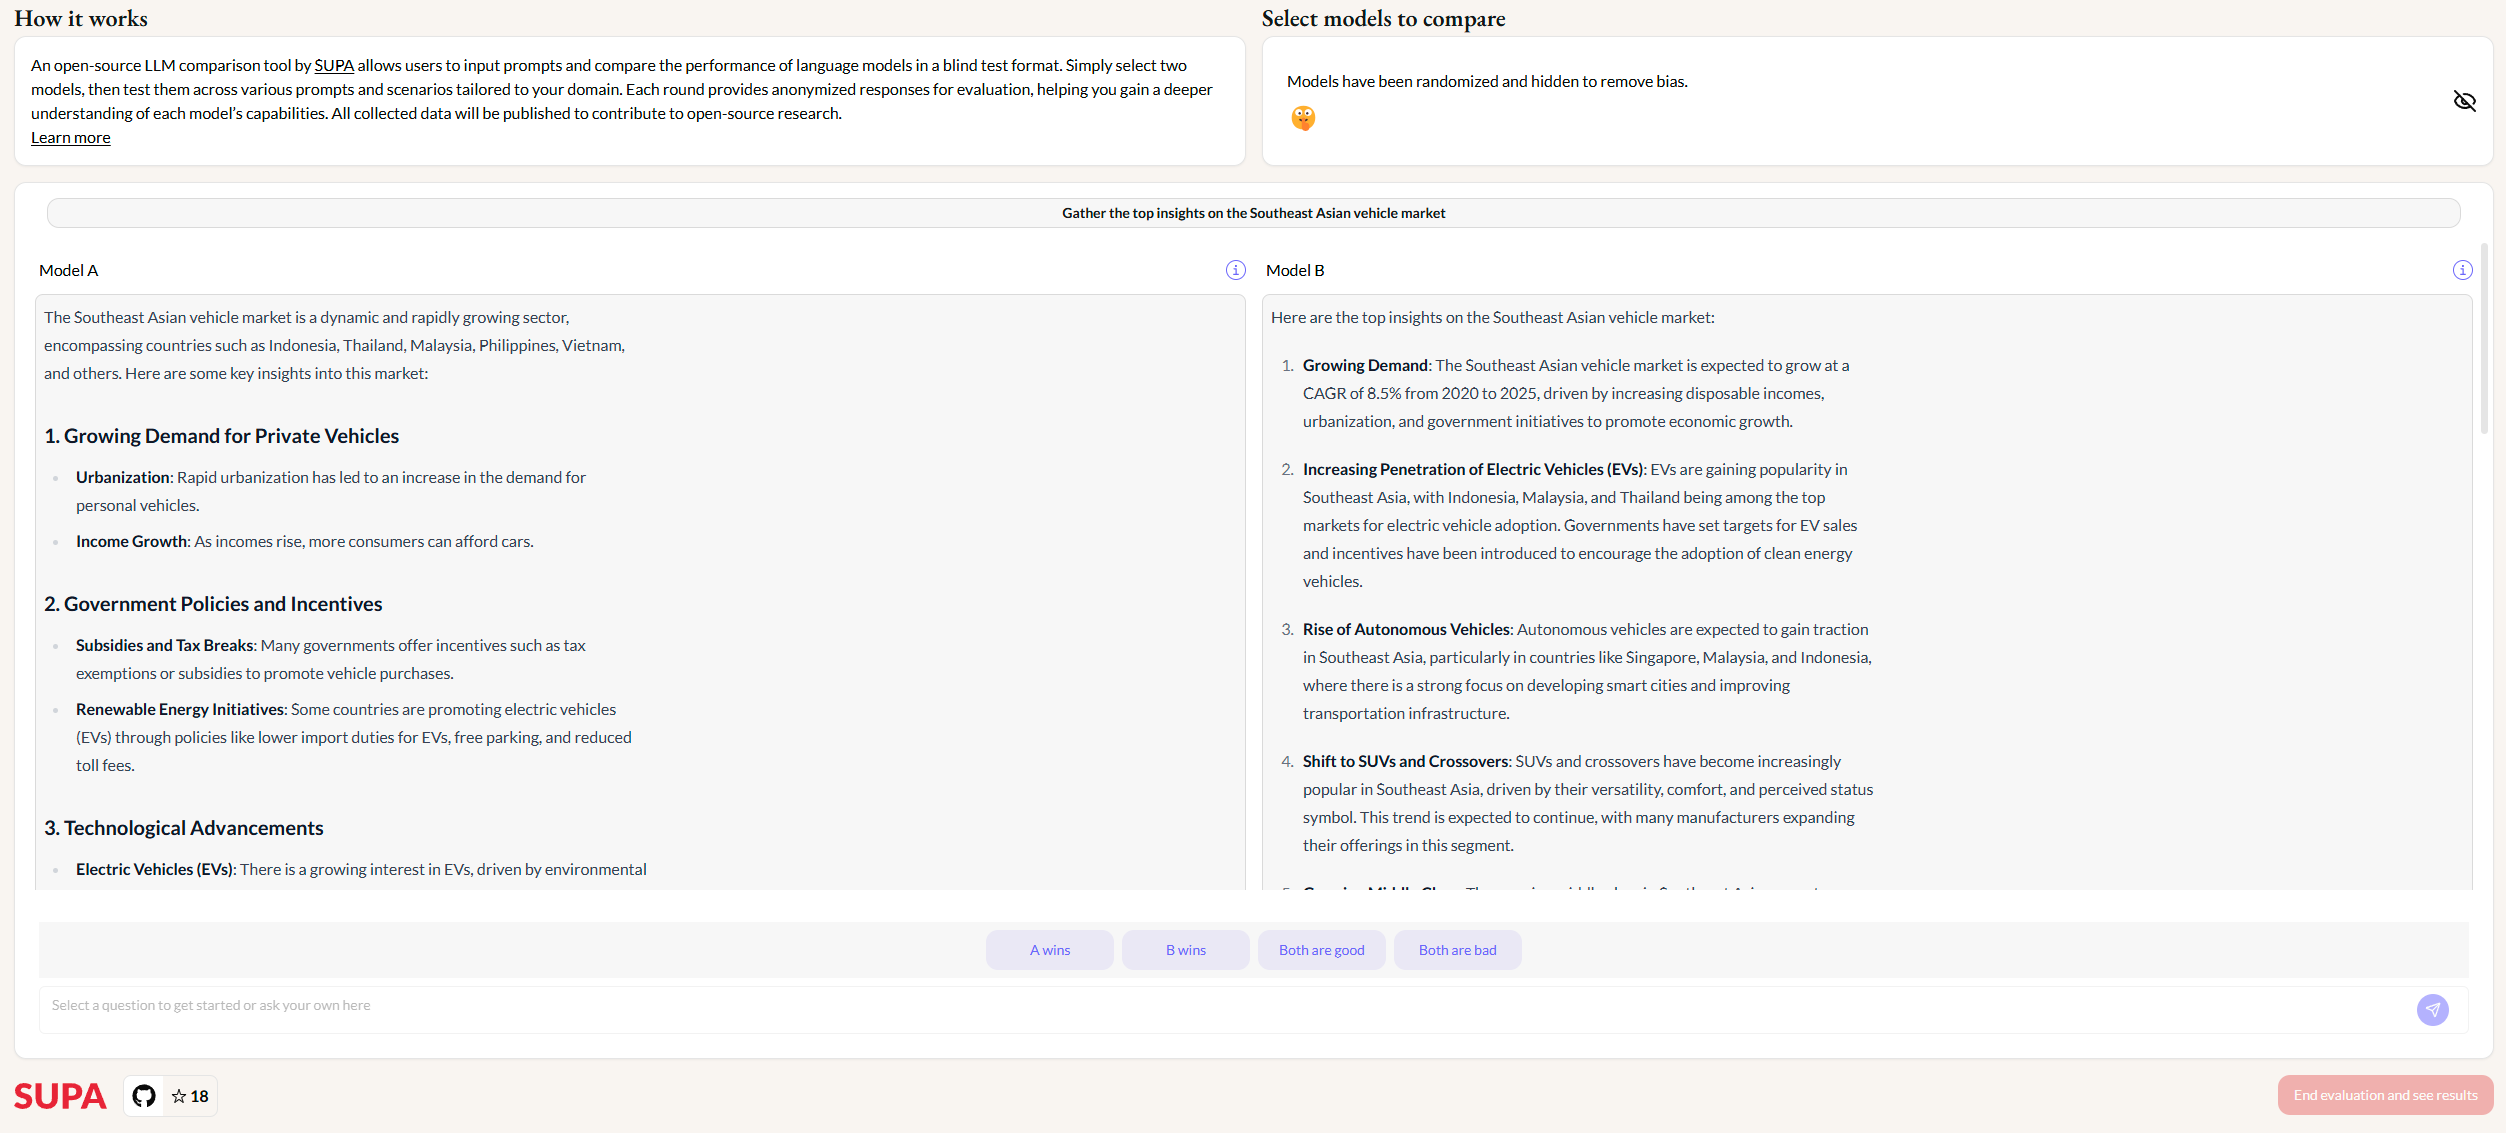 How it works
An open-source LLM comparison tool by SUPA allows users to input prompts and compare the performance of language models in a blind test format. Simply select two
models, then test them across various prompts and scenarios tailored to your domain. Each round provides anonymized responses for evaluation, helping you gain a deeper
understanding of each model's capabilities. All collected data will be published to contribute to open-source research.
Learn more
Select models to compare
Models have been randomized and hidden to remove bias.
Gather the top insights on the Southeast Asian vehicle market
Model A
The Southeast Asian vehicle market is a dynamic and rapidly growing sector,
encompassing countries such as Indonesia, Thailand, Malaysia, Philippines, Vietnam,
and others. Here are some key insights into this market:
1. Growing Demand for Private Vehicles
Urbanization: Rapid urbanization has led to an increase in the demand for
personal vehicles.
Income Growth: As incomes rise, more consumers can afford cars.
2. Government Policies and Incentives
Subsidies and Tax Breaks: Many governments offer incentives such as tax
exemptions or subsidies to promote vehicle purchases.
Renewable Energy Initiatives: Some countries are promoting electric vehicles
(EVs) through policies like lower import duties for EVs, free parking, and reduced
toll fees.
3. Technological Advancements
Electric Vehicles (EVs): There is a growing interest in EVs, driven by environmental
Model B
Here are the top insights on the Southeast Asian vehicle market:
1. Growing Demand: The Southeast Asian vehicle market is expected to grow at a
CAGR of 8.5% from 2020 to 2025, driven by increasing disposable incomes,
urbanization, and government initiatives to promote economic growth.
2. Increasing Penetration of Electric Vehicles (EVs): EVs are gaining popularity in
Southeast Asia, with Indonesia, Malaysia, and Thailand being among the top
markets for electric vehicle adoption. Governments have set targets for EV sales
and incentives have been introduced to encourage the adoption of clean energy
vehicles.
3. Rise of Autonomous Vehicles: Autonomous vehicles are expected to gain traction
in Southeast Asia, particularly in countries like Singapore, Malaysia, and Indonesia,
where there is a strong focus on developing smart cities and improving
transportation infrastructure.
4. Shift to SUVs and Crossovers: SUVs and crossovers have become increasingly
popular in Southeast Asia, driven by their versatility, comfort, and perceived status
symbol. This trend is expected to continue, with many manufacturers expanding
their offerings in this segment.
A wins
B wins
Both are good
Both are bad
Select a question to get started or ask your own here
SUPA
18
End evaluation and see results